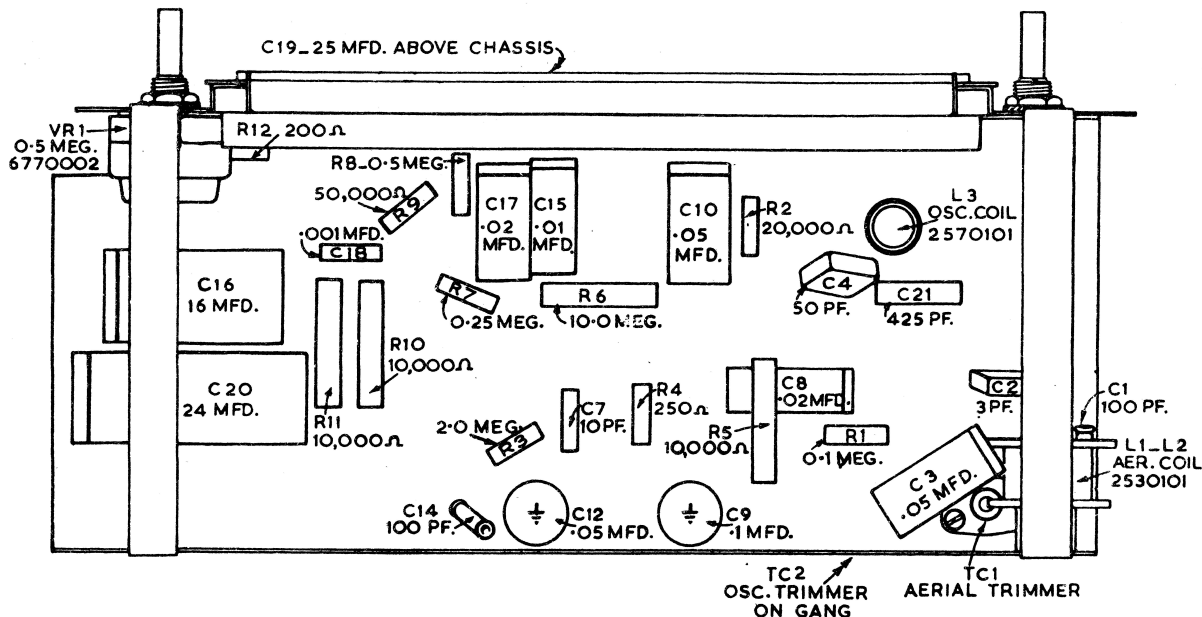 C19_25 MFD. ABOVE CHASSIS
VR1
0·5 MEG.
6770002
R12 200Ω
R8_0·5 MEG.
50,000Ω
R9
·001 MFD.
C18
C17
·02
MFD.
C15
·01
MFD.
C10
·05
MFD.
R2
20,000Ω
L3
OSC. COIL
2570101
C16
16 MFD.
R7
0·25 MEG.
R6
10·0 MEG.
C4
50 PF.
C21
425 PF.
C20
24 MFD.
R10
10,000Ω
R11
10,000Ω
2·0 MEG.
R3
C7
10 PF.
R4
250Ω
C8
·02 MFD.
R5
10,000Ω
R1
0·1 MEG.
C2
3 PF.
C1
100 PF.
L1_L2
AER. COIL
2530101
C3
·05 MFD.
C14
100 PF.
C12
·05 MFD.
C9
·1 MFD.
TC2
OSC. TRIMMER
ON GANG
TC1
AERIAL TRIMMER